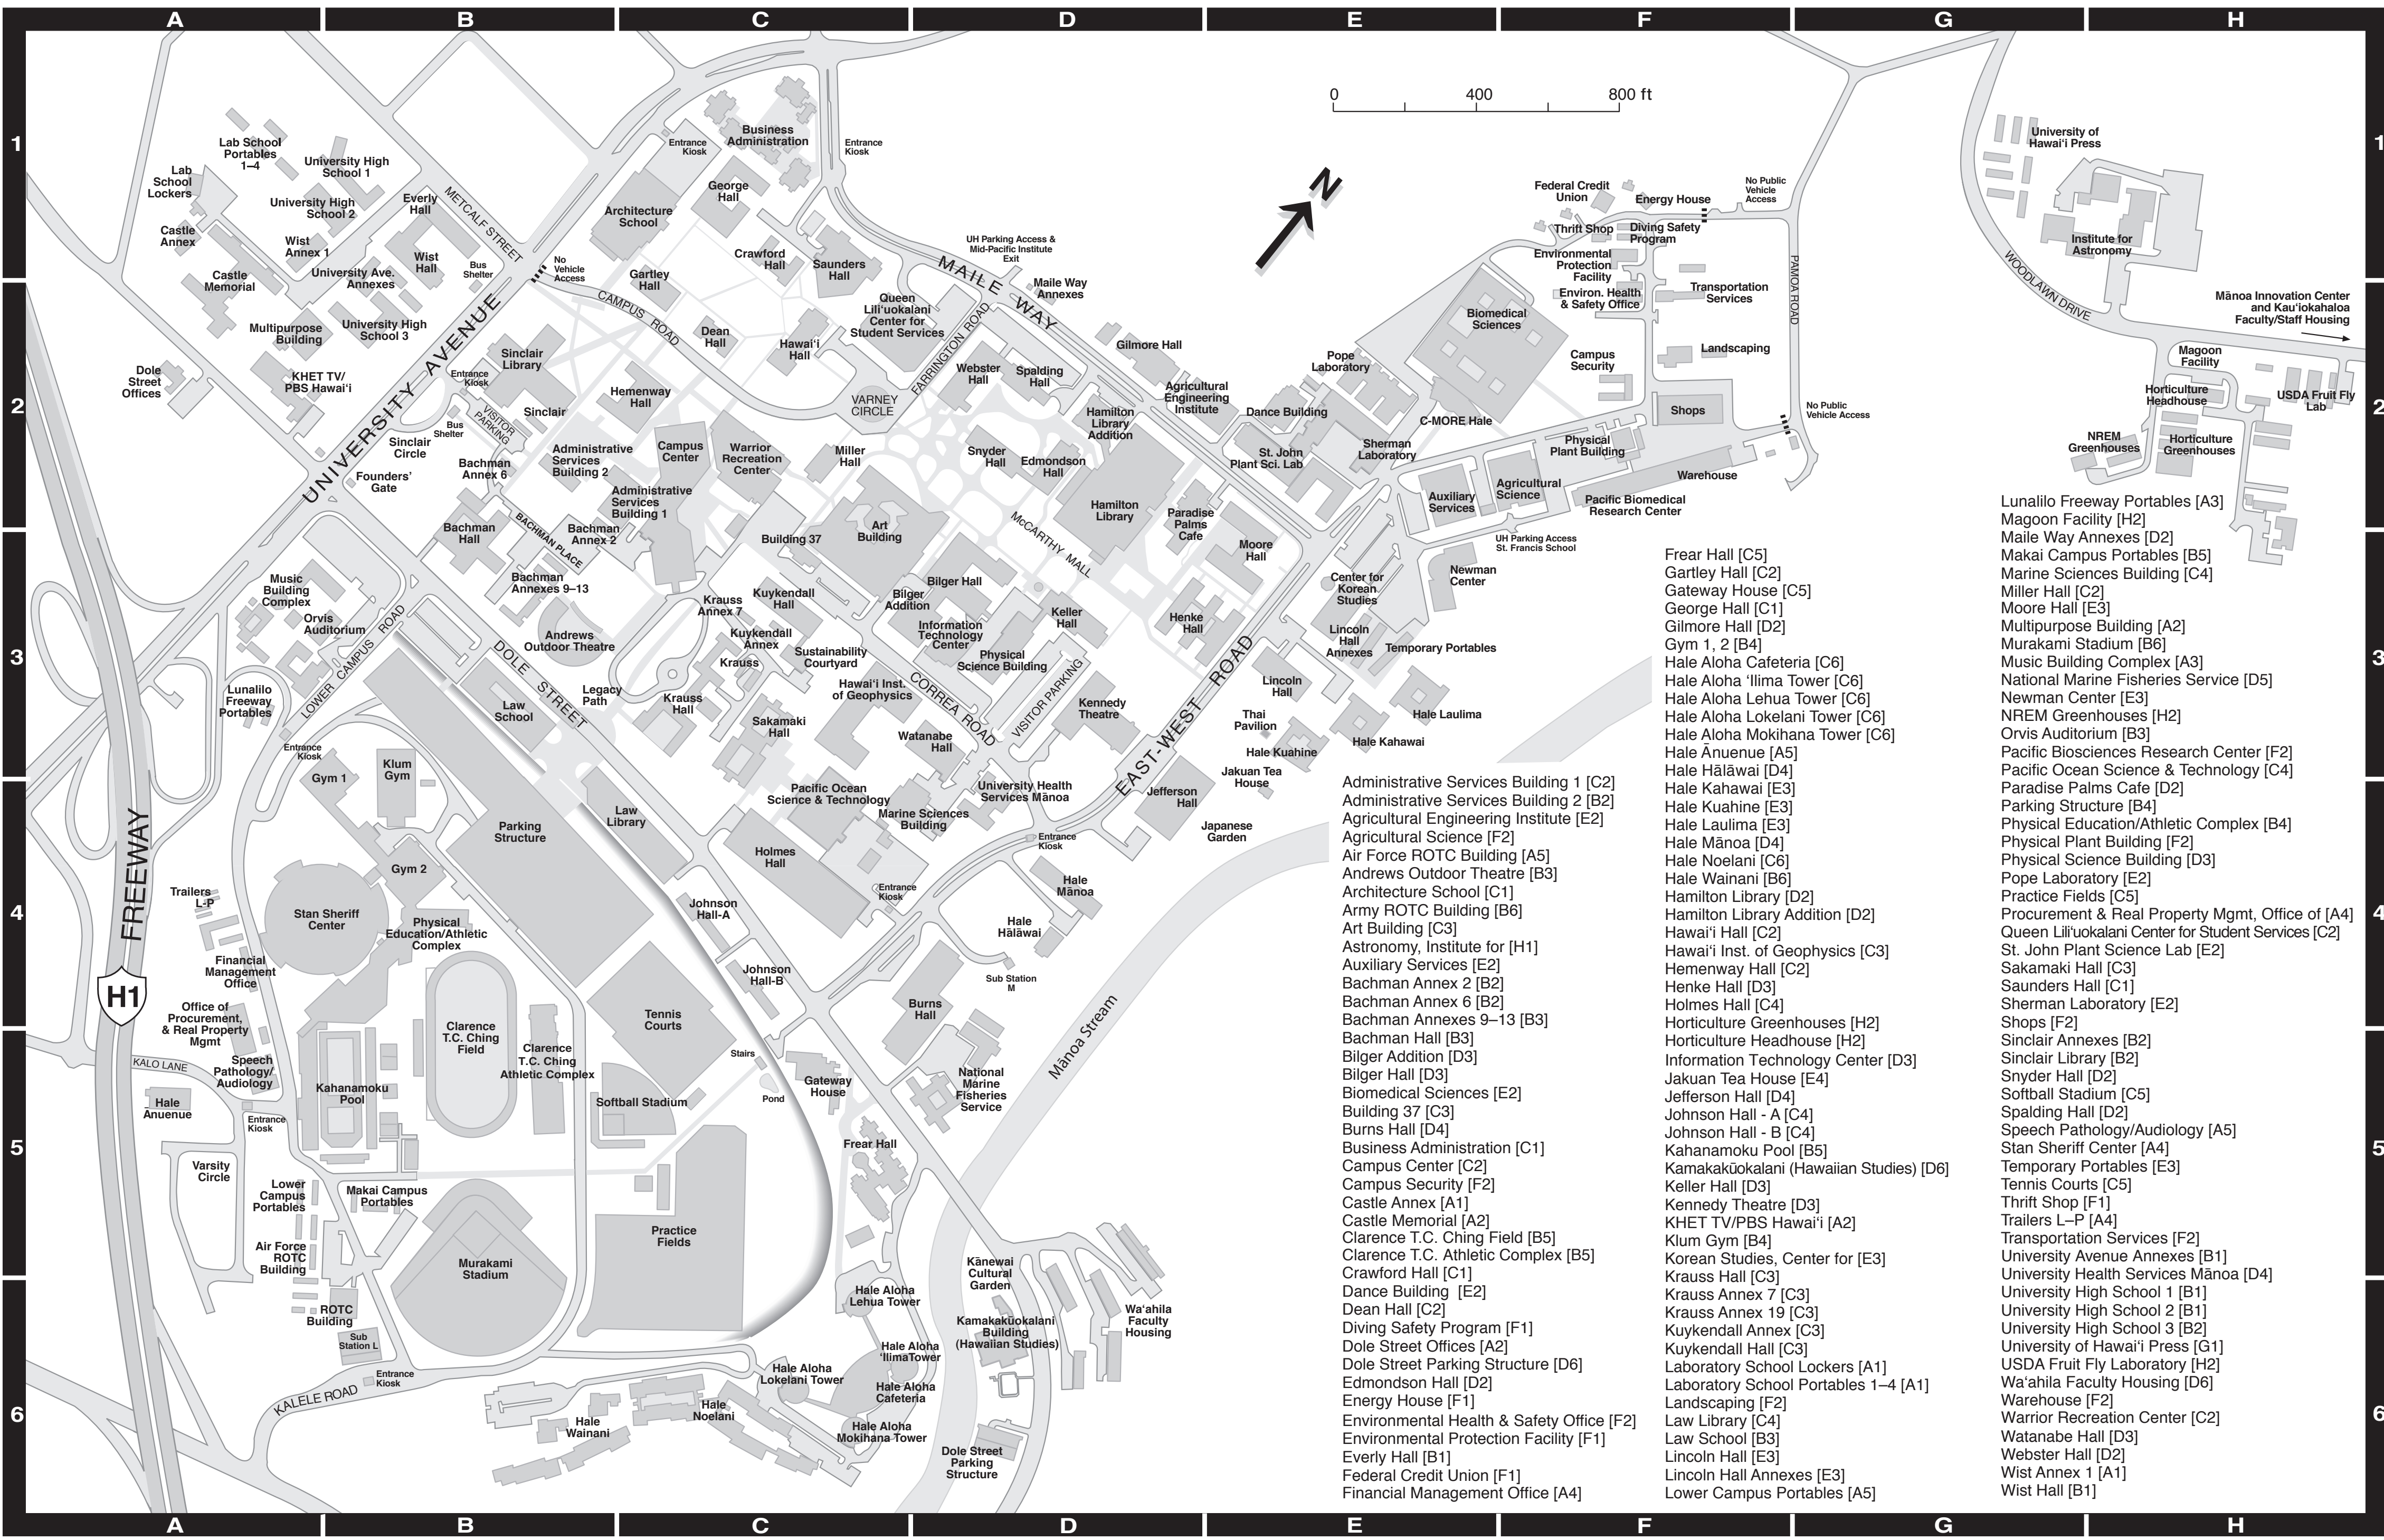 A B C D E F G H
1
2
3
4
5
6
0 400 800 ft
N
Lab School
Portables
1–4
University High
School 1
Lab
School
Lockers
University High
School 2
Everly
Hall
METCALF STREET
Castle
Annex
Wist
Annex 1
Wist
Hall
Castle
Memorial
University Ave.
Annexes
Bus
Shelter
No
Vehicle
Access
Multipurpose
Building
University High
School 3
Dole
Street
Offices
KHET TV/
PBS Hawai‘i
UNIVERSITY AVENUE
Entrance
Kiosk
Business
Administration
Entrance
Kiosk
George
Hall
Architecture
School
Crawford
Hall
Saunders
Hall
Gartley
Hall
CAMPUS ROAD
Dean
Hall
Hawai‘i
Hall
Queen
Lili‘uokalani
Center for
Student Services
FARRINGTON ROAD
VARNEY
CIRCLE
UH Parking Access &
Mid-Pacific Institute
Exit
MAILE WAY
Maile Way
Annexes
Gilmore Hall
Webster
Hall
Spalding
Hall
Agricultural
Engineering
Institute
Hamilton
Library
Addition
Snyder
Hall
Edmondson
Hall
Hamilton
Library
Paradise
Palms
Cafe
McCARTHY MALL
Moore
Hall
Sinclair
Library
Entrance
Kiosk
Sinclair
VISITOR
PARKING
Bus
Shelter
Sinclair
Circle
Founders’
Gate
Bachman
Annex 6
Hemenway
Hall
Administrative
Services
Building 2
Administrative
Services
Building 1
Campus
Center
Warrior
Recreation
Center
Miller
Hall
Bachman
Hall
BACHMAN PLACE
Bachman
Annex 2
Bachman
Annexes 9–13
Building 37
Art
Building
Pope
Laboratory
Dance Building
St. John
Plant Sci. Lab
Sherman
Laboratory
Biomedical
Sciences
C-MORE Hale
Auxiliary
Services
Agricultural
Science
Physical
Plant Building
Warehouse
Pacific Biomedical
Research Center
UH Parking Access
St. Francis School
Federal Credit
Union
Energy House
No Public
Vehicle
Access
Thrift Shop
Diving Safety
Program
Environmental
Protection
Facility
Environ. Health
& Safety Office
Transportation
Services
PAMOA ROAD
Campus
Security
Landscaping
Shops
No Public
Vehicle Access
University of
Hawai‘i Press
Institute for
Astronomy
WOODLAWN DRIVE
Mānoa Innovation Center
and Kau‘iokahaloa
Faculty/Staff Housing
Magoon
Facility
Horticulture
Headhouse
USDA Fruit Fly
Lab
NREM
Greenhouses
Horticulture
Greenhouses
Music
Building
Complex
Orvis
Auditorium
LOWER CAMPUS ROAD
Lunalilo
Freeway
Portables
Entrance
Kiosk
Andrews
Outdoor Theatre
DOLE STREET
Law
School
Legacy
Path
Krauss
Annex 7
Kuykendall
Hall
Kuykendall
Annex
Krauss
Krauss
Hall
Sustainability
Courtyard
Sakamaki
Hall
Hawai‘i Inst.
of Geophysics
Bilger Hall
Bilger
Addition
Information
Technology
Center
Physical
Science Building
Keller
Hall
CORREA ROAD
VISITOR PARKING
Watanabe
Hall
Kennedy
Theatre
Henke
Hall
EAST-WEST ROAD
Center for
Korean
Studies
Newman
Center
Lincoln
Hall
Annexes
Temporary Portables
Lincoln
Hall
Thai
Pavilion
Hale Laulima
Hale Kahawai
Hale Kuahine
Jakuan Tea
House
Jefferson
Hall
Japanese
Garden
Gym 1
Klum
Gym
Parking
Structure
Law
Library
Gym 2
Pacific Ocean
Science & Technology
Marine Sciences
Building
University Health
Services Mānoa
Holmes
Hall
Entrance
Kiosk
Entrance
Kiosk
Hale
Mānoa
Hale
Hālāwai
Sub Station
M
FREEWAY
H1
Trailers
L-P
Stan Sheriff
Center
Physical
Education/Athletic
Complex
Johnson
Hall-A
Johnson
Hall-B
Financial
Management
Office
Office of
Procurement,
& Real Property
Mgmt
Clarence
T.C. Ching
Field
Clarence
T.C. Ching
Athletic Complex
Tennis
Courts
Burns
Hall
Mānoa Stream
KALO LANE
Speech
Pathology/
Audiology
Hale
Anuenue
Entrance
Kiosk
Kahanamoku
Pool
Softball Stadium
Stairs
Pond
Gateway
House
National
Marine
Fisheries
Service
Frear Hall
Varsity
Circle
Lower
Campus
Portables
Makai Campus
Portables
Air Force
ROTC
Building
ROTC
Building
Sub
Station L
Entrance
Kiosk
KALELE ROAD
Murakami
Stadium
Practice
Fields
Hale Aloha
Lehua Tower
Hale Aloha
‘IlimaTower
Hale Aloha
Lokelani Tower
Hale Aloha
Cafeteria
Hale Aloha
Mokihana Tower
Hale
Noelani
Hale
Wainani
Kānewai
Cultural
Garden
Kamakakūokalani
Building
(Hawaiian Studies)
Wa‘ahila
Faculty
Housing
Dole Street
Parking
Structure
Administrative Services Building 1 [C2]
Administrative Services Building 2 [B2]
Agricultural Engineering Institute [E2]
Agricultural Science [F2]
Air Force ROTC Building [A5]
Andrews Outdoor Theatre [B3]
Architecture School [C1]
Army ROTC Building [B6]
Art Building [C3]
Astronomy, Institute for [H1]
Auxiliary Services [E2]
Bachman Annex 2 [B2]
Bachman Annex 6 [B2]
Bachman Annexes 9–13 [B3]
Bachman Hall [B3]
Bilger Addition [D3]
Bilger Hall [D3]
Biomedical Sciences [E2]
Building 37 [C3]
Burns Hall [D4]
Business Administration [C1]
Campus Center [C2]
Campus Security [F2]
Castle Annex [A1]
Castle Memorial [A2]
Clarence T.C. Ching Field [B5]
Clarence T.C. Athletic Complex [B5]
Crawford Hall [C1]
Dance Building [E2]
Dean Hall [C2]
Diving Safety Program [F1]
Dole Street Offices [A2]
Dole Street Parking Structure [D6]
Edmondson Hall [D2]
Energy House [F1]
Environmental Health & Safety Office [F2]
Environmental Protection Facility [F1]
Everly Hall [B1]
Federal Credit Union [F1]
Financial Management Office [A4]
Frear Hall [C5]
Gartley Hall [C2]
Gateway House [C5]
George Hall [C1]
Gilmore Hall [D2]
Gym 1, 2 [B4]
Hale Aloha Cafeteria [C6]
Hale Aloha ‘Ilima Tower [C6]
Hale Aloha Lehua Tower [C6]
Hale Aloha Lokelani Tower [C6]
Hale Aloha Mokihana Tower [C6]
Hale Ānuenue [A5]
Hale Hālāwai [D4]
Hale Kahawai [E3]
Hale Kuahine [E3]
Hale Laulima [E3]
Hale Mānoa [D4]
Hale Noelani [C6]
Hale Wainani [B6]
Hamilton Library [D2]
Hamilton Library Addition [D2]
Hawai‘i Hall [C2]
Hawai‘i Inst. of Geophysics [C3]
Hemenway Hall [C2]
Henke Hall [D3]
Holmes Hall [C4]
Horticulture Greenhouses [H2]
Horticulture Headhouse [H2]
Information Technology Center [D3]
Jakuan Tea House [E4]
Jefferson Hall [D4]
Johnson Hall - A [C4]
Johnson Hall - B [C4]
Kahanamoku Pool [B5]
Kamakakūokalani (Hawaiian Studies) [D6]
Keller Hall [D3]
Kennedy Theatre [D3]
KHET TV/PBS Hawai‘i [A2]
Klum Gym [B4]
Korean Studies, Center for [E3]
Krauss Hall [C3]
Krauss Annex 7 [C3]
Krauss Annex 19 [C3]
Kuykendall Annex [C3]
Kuykendall Hall [C3]
Laboratory School Lockers [A1]
Laboratory School Portables 1–4 [A1]
Landscaping [F2]
Law Library [C4]
Law School [B3]
Lincoln Hall [E3]
Lincoln Hall Annexes [E3]
Lower Campus Portables [A5]
Lunalilo Freeway Portables [A3]
Magoon Facility [H2]
Maile Way Annexes [D2]
Makai Campus Portables [B5]
Marine Sciences Building [C4]
Miller Hall [C2]
Moore Hall [E3]
Multipurpose Building [A2]
Murakami Stadium [B6]
Music Building Complex [A3]
National Marine Fisheries Service [D5]
Newman Center [E3]
NREM Greenhouses [H2]
Orvis Auditorium [B3]
Pacific Biosciences Research Center [F2]
Pacific Ocean Science & Technology [C4]
Paradise Palms Cafe [D2]
Parking Structure [B4]
Physical Education/Athletic Complex [B4]
Physical Plant Building [F2]
Physical Science Building [D3]
Pope Laboratory [E2]
Practice Fields [C5]
Procurement & Real Property Mgmt, Office of [A4]
Queen Lili‘uokalani Center for Student Services [C2]
St. John Plant Science Lab [E2]
Sakamaki Hall [C3]
Saunders Hall [C1]
Sherman Laboratory [E2]
Shops [F2]
Sinclair Annexes [B2]
Sinclair Library [B2]
Snyder Hall [D2]
Softball Stadium [C5]
Spalding Hall [D2]
Speech Pathology/Audiology [A5]
Stan Sheriff Center [A4]
Temporary Portables [E3]
Tennis Courts [C5]
Thrift Shop [F1]
Trailers L–P [A4]
Transportation Services [F2]
University Avenue Annexes [B1]
University Health Services Mānoa [D4]
University High School 1 [B1]
University High School 2 [B1]
University High School 3 [B2]
University of Hawai‘i Press [G1]
USDA Fruit Fly Laboratory [H2]
Wa‘ahila Faculty Housing [D6]
Warehouse [F2]
Warrior Recreation Center [C2]
Watanabe Hall [D3]
Webster Hall [D2]
Wist Annex 1 [A1]
Wist Hall [B1]
1
2
3
4
5
6
A B C D E F G H